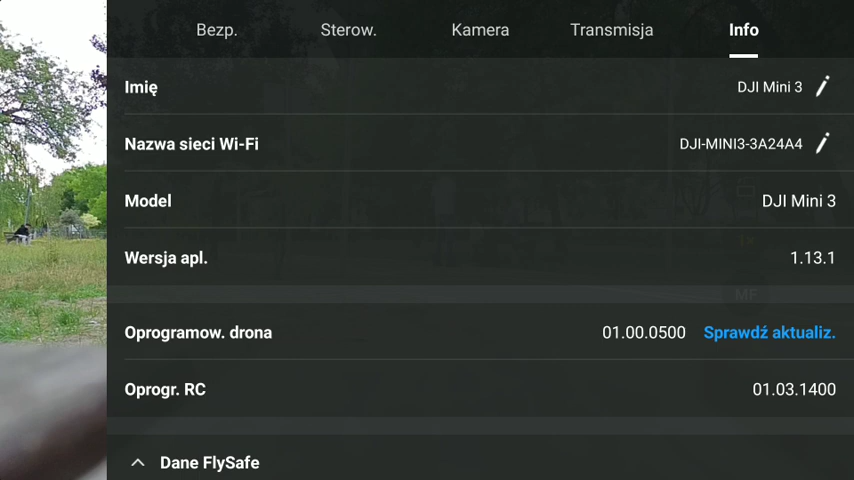 Bezp. Sterow. Kamera Transmisja Info
Imię DJI Mini 3
Nazwa sieci Wi-Fi DJI-MINI3-3A24A4
Model DJI Mini 3
Wersja apl. 1.13.1
MF
Oprogramow. drona 01.00.0500 Sprawdź aktualiz.
Oprogr. RC 01.03.1400
Dane FlySafe